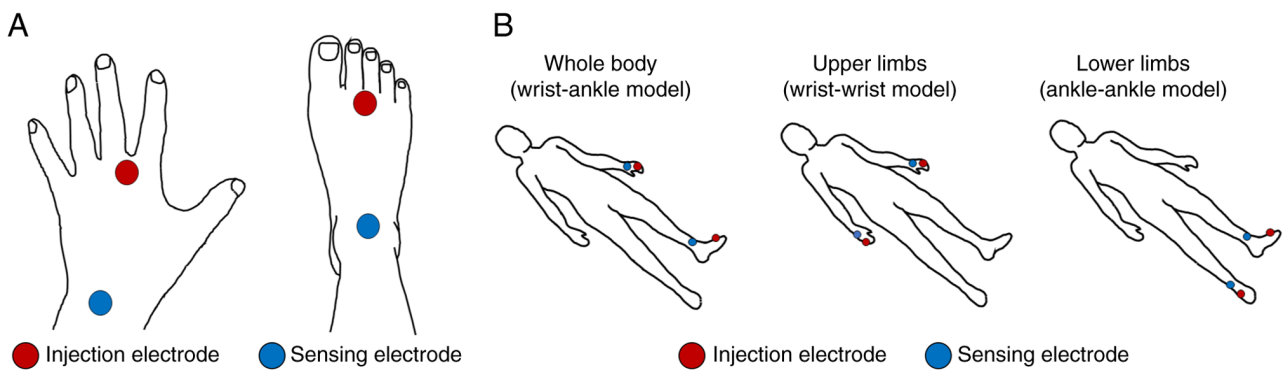 A
Injection electrode
Sensing electrode
B
Whole body
(wrist-ankle model)
Upper limbs
(wrist-wrist model)
Lower limbs
(ankle-ankle model)
Injection electrode
Sensing electrode